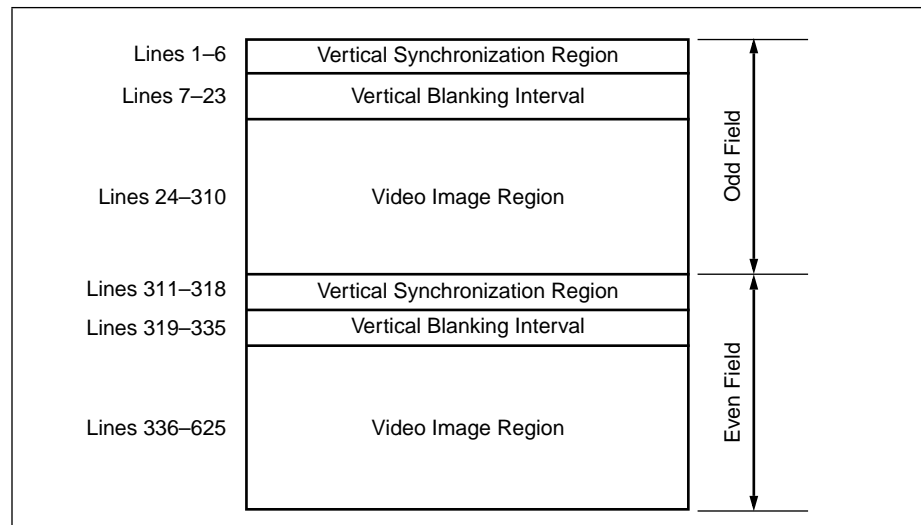 Lines 1–6 Vertical Synchronization Region
Lines 7–23 Vertical Blanking Interval
Lines 24–310 Video Image Region
Odd Field
Lines 311–318 Vertical Synchronization Region
Lines 319–335 Vertical Blanking Interval
Lines 336–625 Video Image Region
Even Field